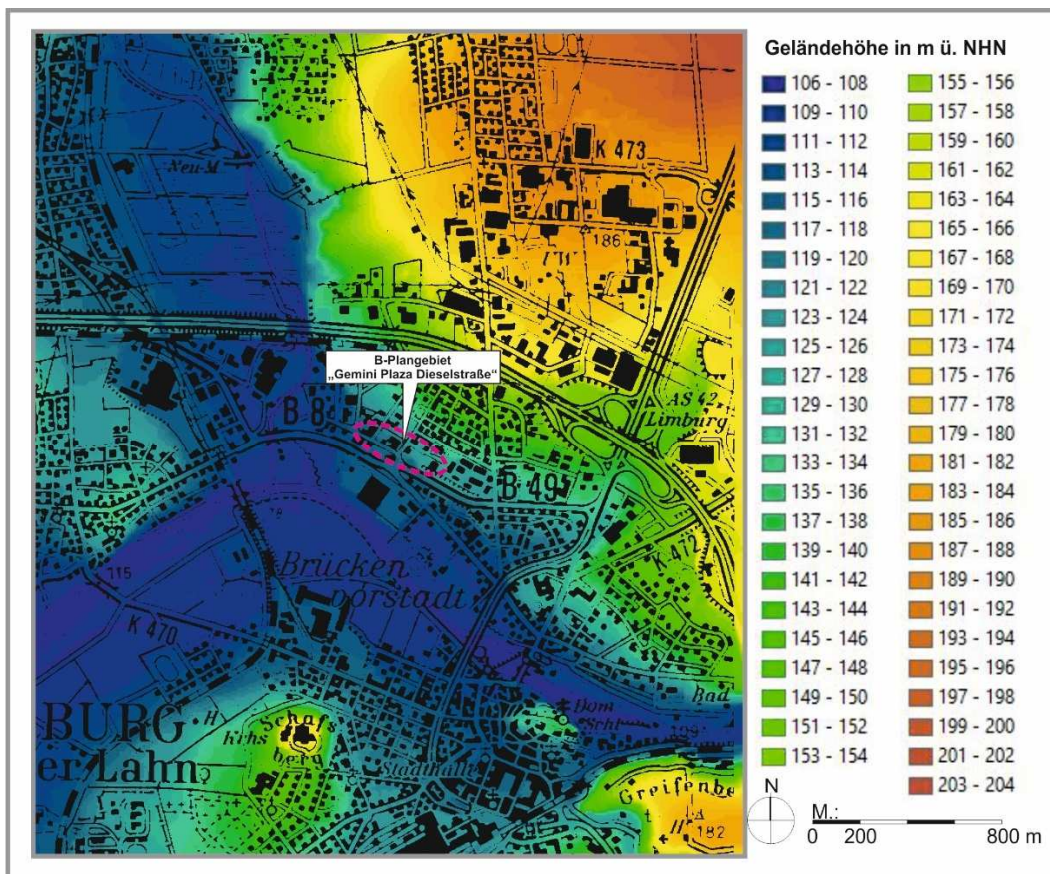 Geländehöhe in m ü. NHN
106 - 108
109 - 110
111 - 112
113 - 114
115 - 116
117 - 118
119 - 120
121 - 122
123 - 124
125 - 126
127 - 128
129 - 130
131 - 132
133 - 134
135 - 136
137 - 138
139 - 140
141 - 142
143 - 144
145 - 146
147 - 148
149 - 150
151 - 152
153 - 154
155 - 156
157 - 158
159 - 160
161 - 162
163 - 164
165 - 166
167 - 168
169 - 170
171 - 172
173 - 174
175 - 176
177 - 178
179 - 180
181 - 182
183 - 184
185 - 186
187 - 188
189 - 190
191 - 192
193 - 194
195 - 196
197 - 198
199 - 200
201 - 202
203 - 204
N
M.:
0 200 800 m
K 473
Neu-M
186
B-Plangebiet
„Gemini Plaza Dieselstraße“
B 8
AS 42
Limburg
B 49
K 472
Brücken
vorstadt
115
K 470
Bad
Dom
Schl
109
BURG
H
Schafs
Krhs
berg
er Lahn
Stadthalle
Greifenbe
H
182